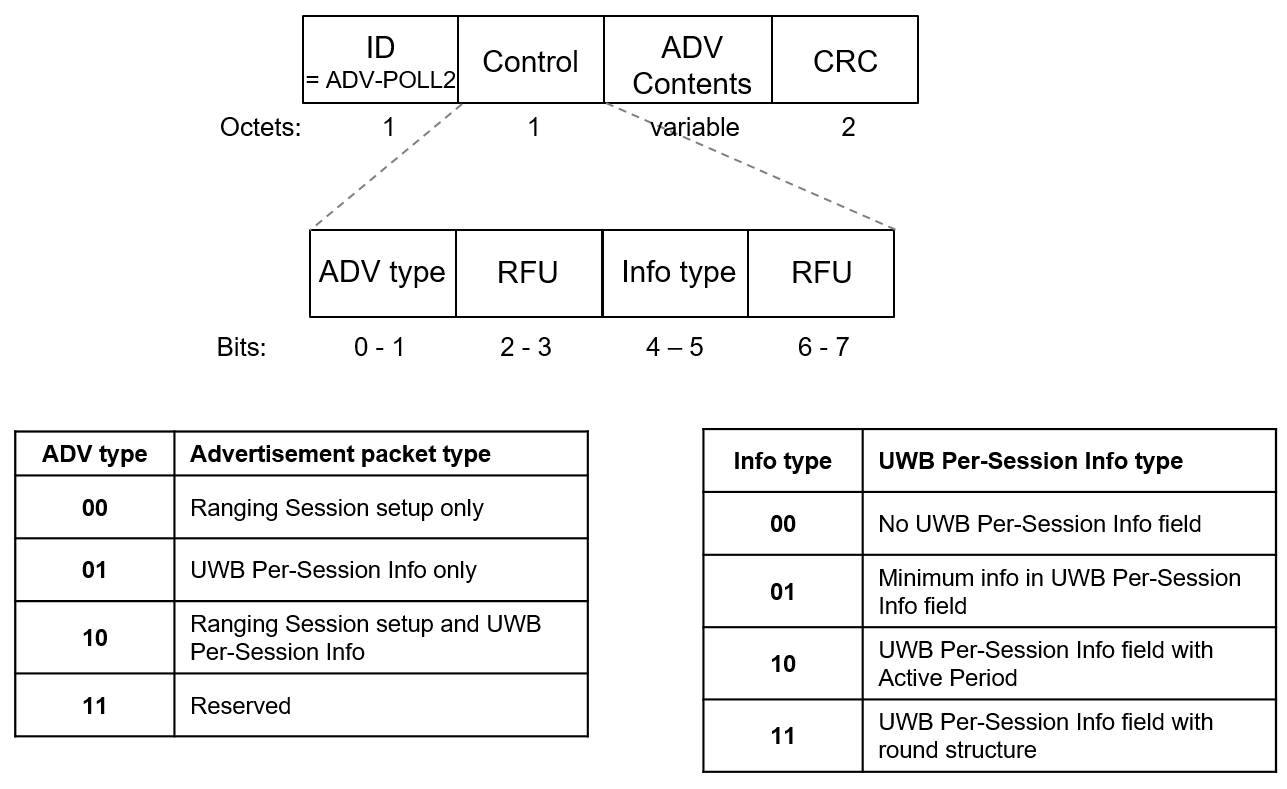 ID
= ADV-POLL2
Control
ADV
Contents
CRC
Octets: 1 1 variable 2
ADV type RFU Info type RFU
Bits: 0 - 1 2 - 3 4 – 5 6 - 7
ADV type Advertisement packet type
00 Ranging Session setup only
01 UWB Per-Session Info only
10 Ranging Session setup and UWB
Per-Session Info
11 Reserved
Info type UWB Per-Session Info type
00 No UWB Per-Session Info field
01 Minimum info in UWB Per-Session
Info field
10 UWB Per-Session Info field with
Active Period
11 UWB Per-Session Info field with
round structure